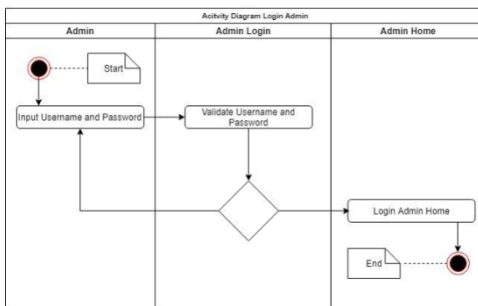 Acitvity Diagram Login Admin
Admin
Admin Login
Admin Home
Start
Input Username and Password
Validate Username and
Password
Login Admin Home
End